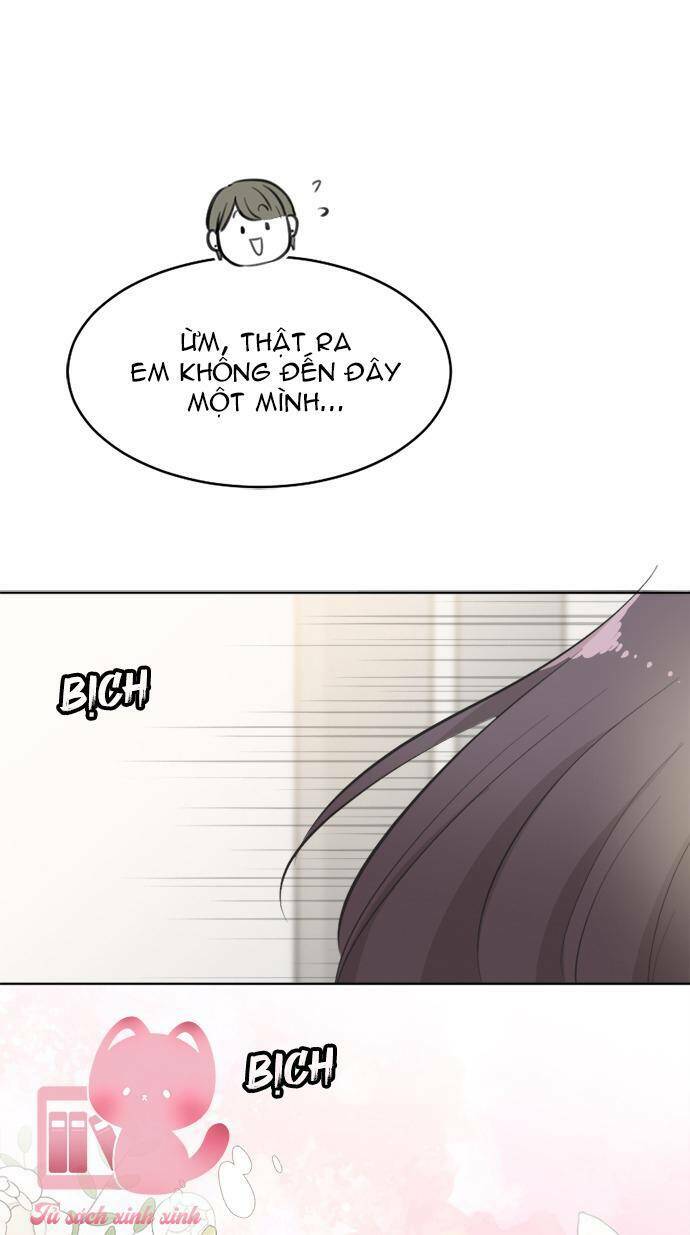 ỪM, THẬT RA
EM KHÔNG ĐẾN ĐÂY
MỘT MÌNH...
BỊCH
BỊCH
Tủ sách xinh xinh